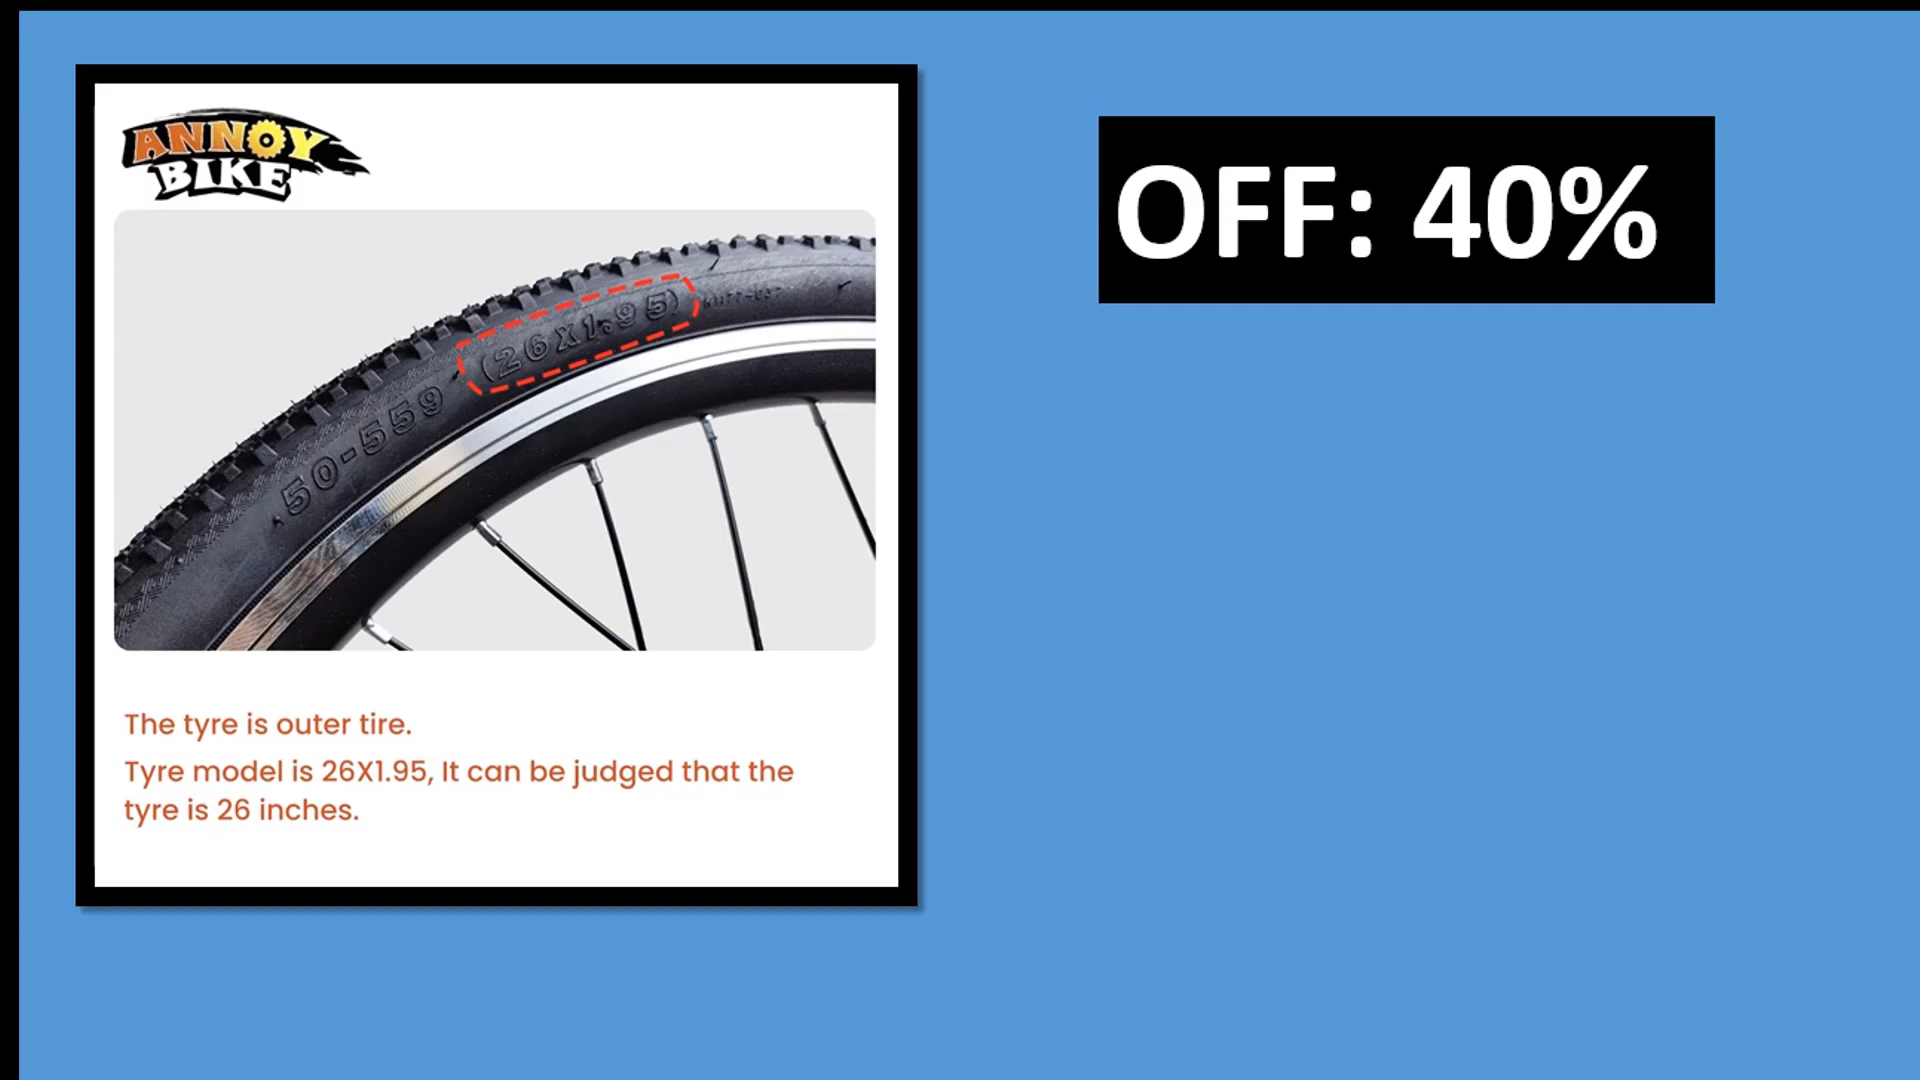 ANNOY
BIKE
OFF: 40%
(26X1.95)
50-559
The tyre is outer tire.
Tyre model is 26X1.95, It can be judged that the
tyre is 26 inches.